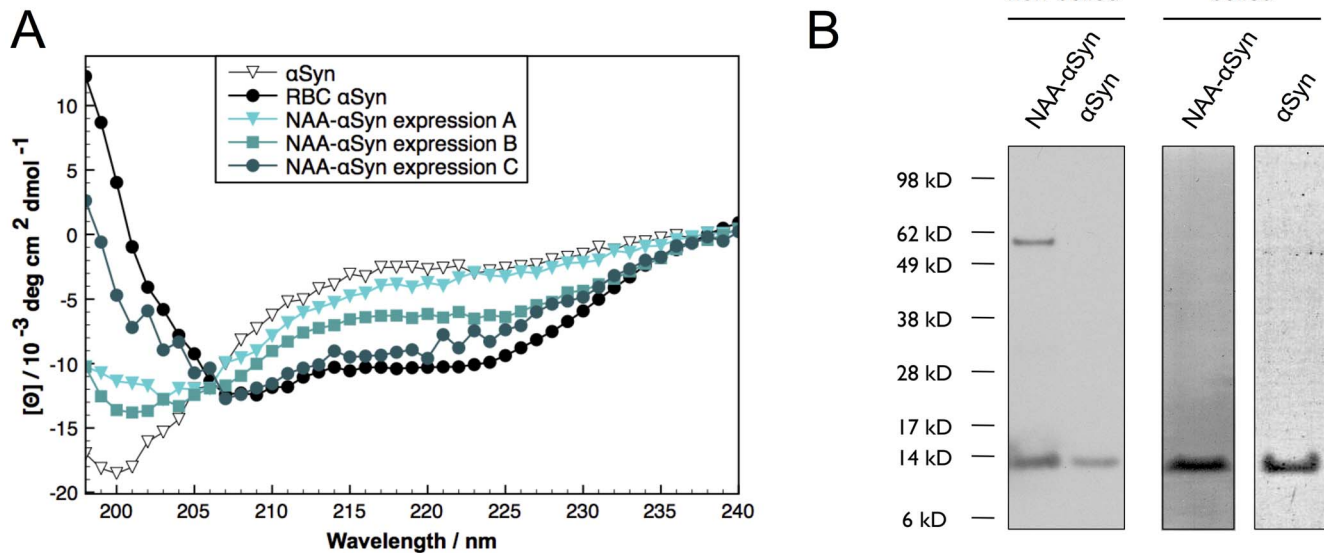 A
αSyn
RBC αSyn
NAA-αSyn expression A
NAA-αSyn expression B
NAA-αSyn expression C
10
5
0
-5
-10
-15
-20
[Θ] / 10 -3 deg cm 2 dmol -1
200 205 210 215 220 225 230 235 240
Wavelength / nm
B
NAA-αSyn
αSyn
NAA-αSyn
αSyn
98 kD
62 kD
49 kD
38 kD
28 kD
17 kD
14 kD
6 kD